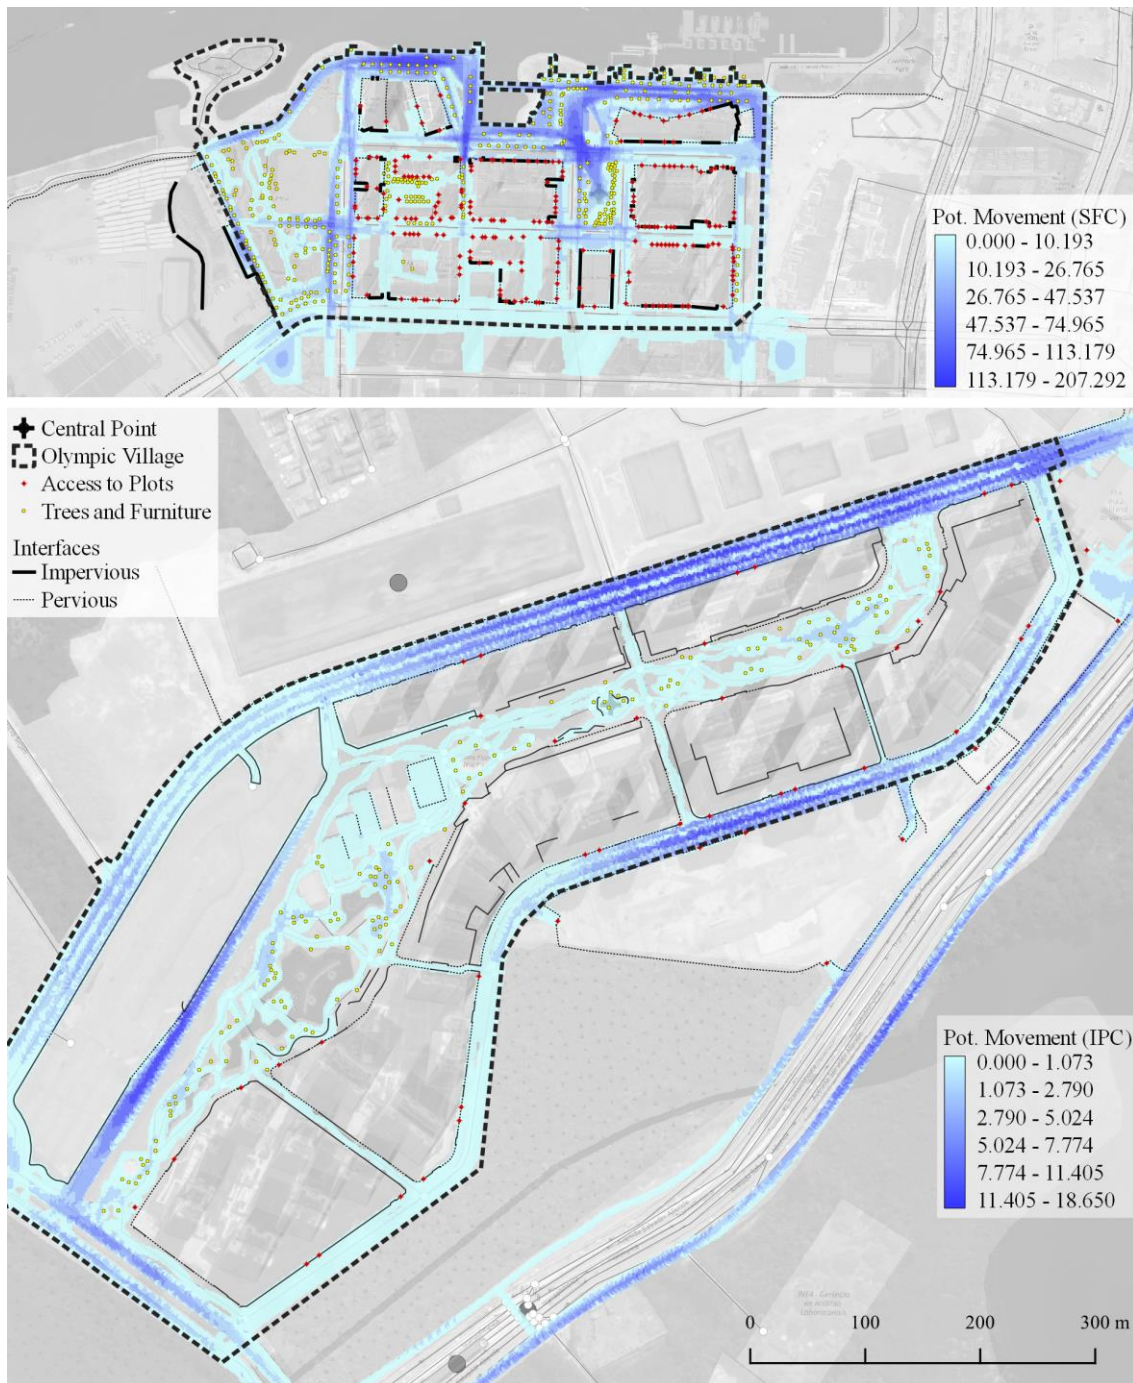 Pot. Movement (SFC)
0.000 - 10.193
10.193 - 26.765
26.765 - 47.537
47.537 - 74.965
74.965 - 113.179
113.179 - 207.292
Central Point
Olympic Village
Access to Plots
Trees and Furniture
Interfaces
Impervious
Pervious
Pot. Movement (IPC)
0.000 - 1.073
1.073 - 2.790
2.790 - 5.024
5.024 - 7.774
7.774 - 11.405
11.405 - 18.650
0 100 200 300 m